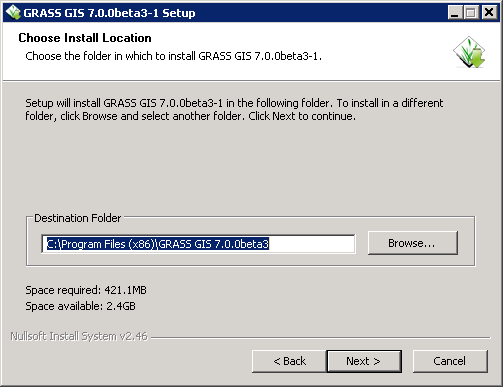 GRASS GIS 7.0.0beta3-1 Setup
Choose Install Location
Choose the folder in which to install GRASS GIS 7.0.0beta3-1.
Setup will install GRASS GIS 7.0.0beta3-1 in the following folder. To install in a different
folder, click Browse and select another folder. Click Next to continue.
Destination Folder
C:\Program Files (x86)\GRASS GIS 7.0.0beta3
Browse...
Space required: 421.1MB
Space available: 2.4GB
Nullsoft Install System v2.46
< Back
Next >
Cancel